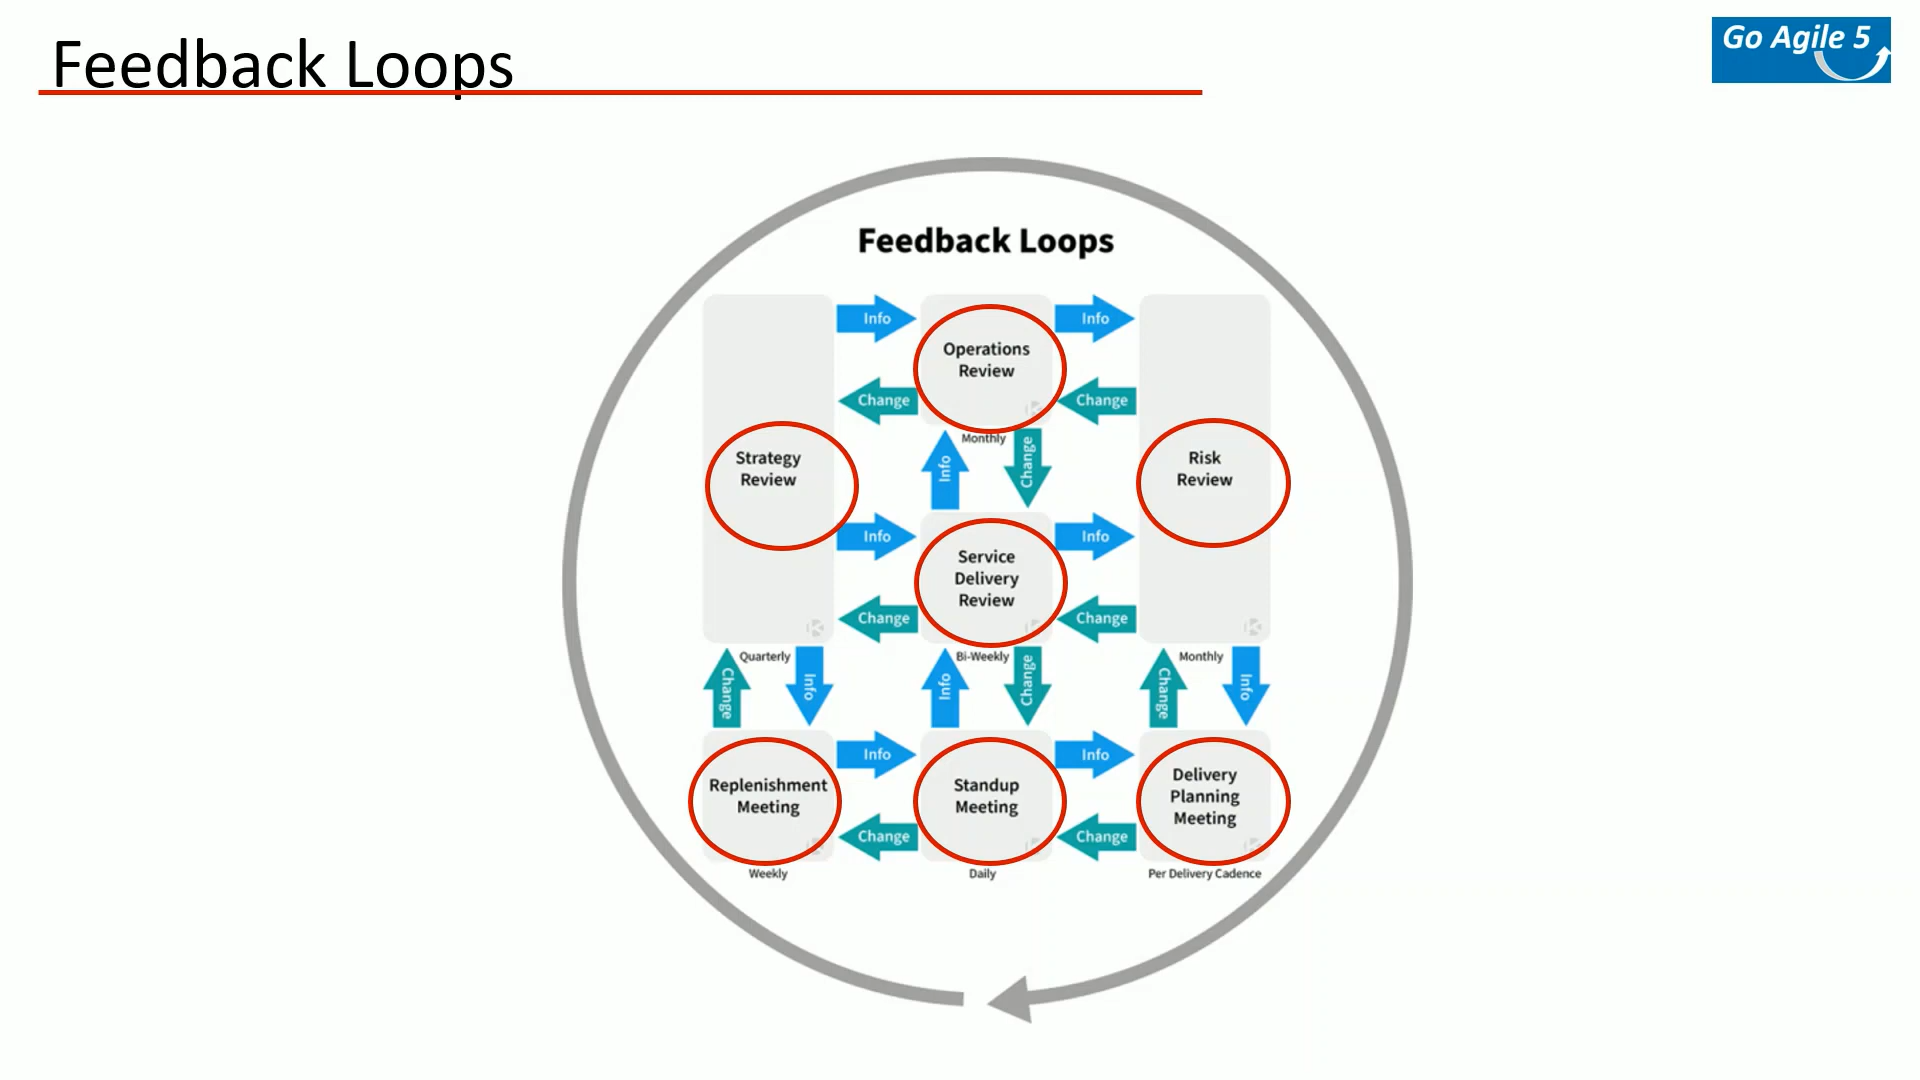 Feedback Loops
Go Agile 5
Feedback Loops
Info
Info
Operations
Review
Change
Change
Monthly
Info
Change
Strategy
Review
Risk
Review
Info
Info
Service
Delivery
Review
Change
Change
Quarterly
Bi-Weekly
Monthly
Change
Info
Info
Change
Change
Info
Info
Info
Replenishment
Meeting
Standup
Meeting
Delivery
Planning
Meeting
Change
Change
Weekly
Daily
Per Delivery Cadence